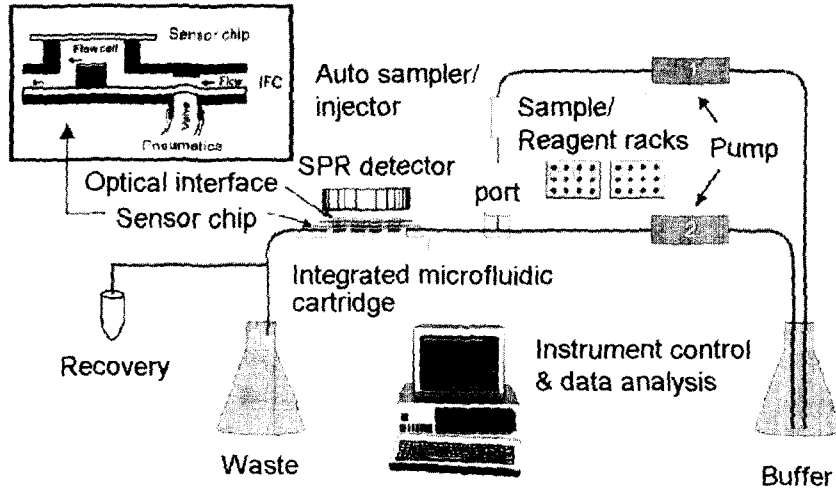 Sensor chip
Flow cell
Flow
IFC
Valve
Pneumatics
Auto sampler/
injector
1
Sample/
Reagent racks
Pump
SPR detector
Optical interface
Sensor chip
port
2
Integrated microfluidic
cartridge
Recovery
Instrument control
& data analysis
Waste
Buffer